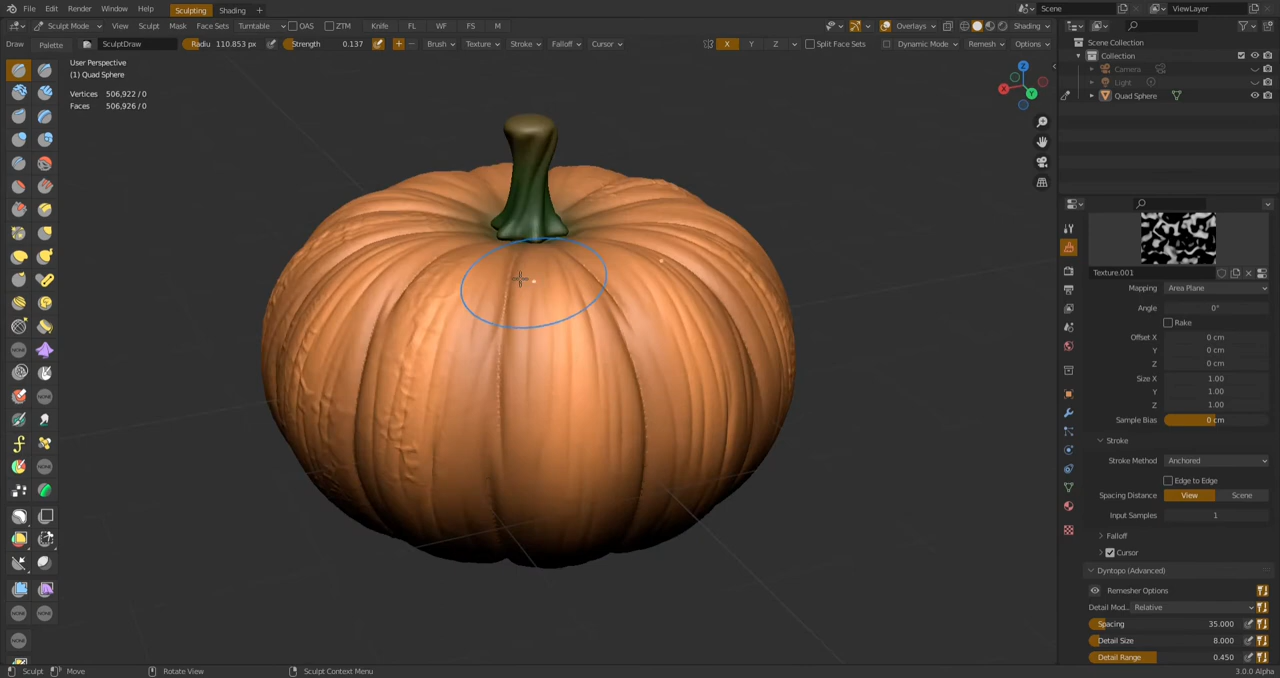 File Edit Render Window Help Sculpting Shading + Scene ViewLayer
Sculpt Mode View Sculpt Mask Face Sets Turntable OAS ZTM Knife FL WF FS M Overlays Shading
Draw Palette SculptDraw Radiu 110.853 px Strength 0.137 + − Brush Texture Stroke Falloff Cursor X Y Z Split Face Sets Dynamic Mode Remesh Options
User Perspective
(1) Quad Sphere
Vertices 506,922 / 0
Faces 506,926 / 0
Z
X
Y
NONE
NONE
NONE
NONE
NONE
NONE
Scene Collection
Collection
Camera
Light
Quad Sphere
Texture.001
Mapping Area Plane
Angle 0°
Rake
Offset X 0 cm
Y 0 cm
Z 0 cm
Size X 1.00
Y 1.00
Z 1.00
Sample Bias 0 cm
Stroke
Stroke Method Anchored
Edge to Edge
Spacing Distance View Scene
Input Samples 1
Falloff
Cursor
Dyntopo (Advanced)
Remesher Options
Detail Mod.. Relative
Spacing 35.000
Detail Size 8.000
Detail Range 0.450
Sculpt Move Rotate View Sculpt Context Menu 3.0.0 Alpha